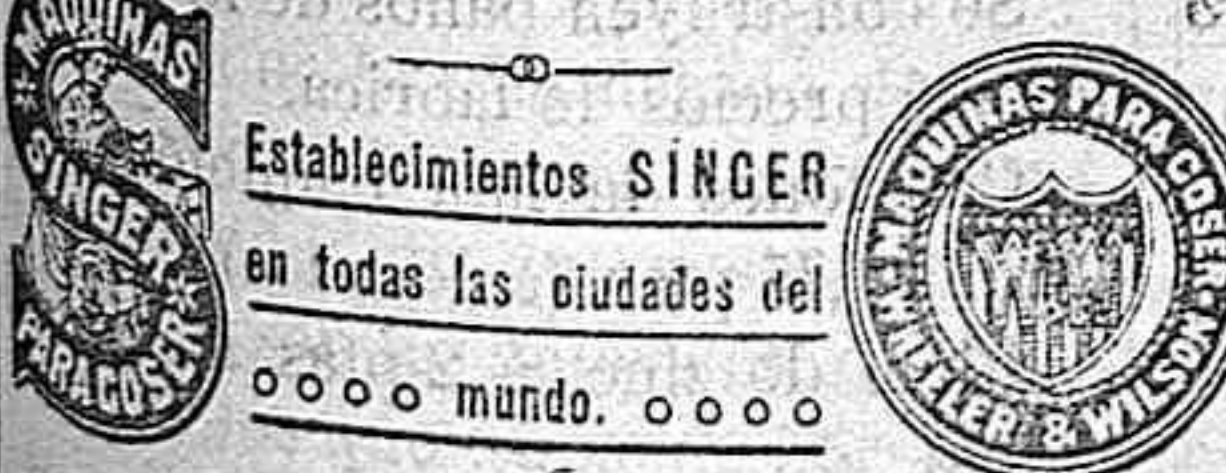 MAQUINAS
SINGER
PARA COSER
Establecimientos SINGER
en todas las ciudades del
o o o o mundo. o o o o
MAQUINAS PARA COSER
WHEELER & WILSON